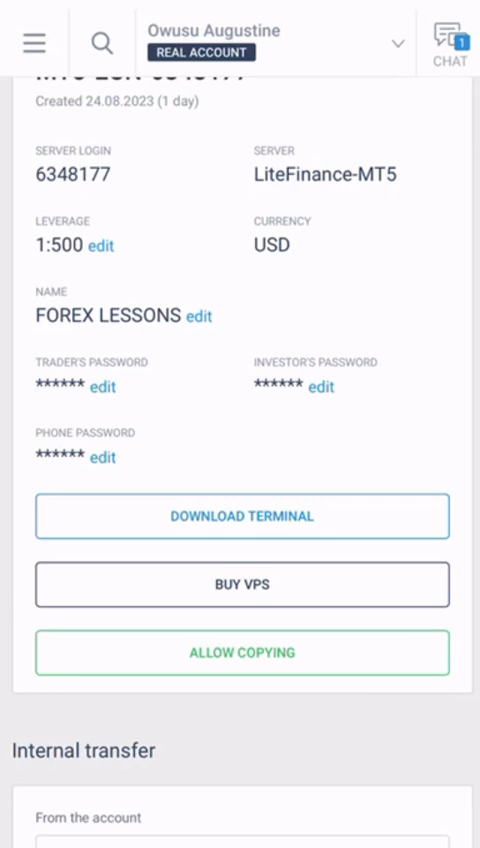 Owusu Augustine
REAL ACCOUNT
1
CHAT
Created 24.08.2023 (1 day)
SERVER LOGIN
SERVER
6348177
LiteFinance-MT5
LEVERAGE
CURRENCY
1:500 edit
USD
NAME
FOREX LESSONS edit
TRADER'S PASSWORD
INVESTOR'S PASSWORD
****** edit
****** edit
PHONE PASSWORD
****** edit
DOWNLOAD TERMINAL
BUY VPS
ALLOW COPYING
Internal transfer
From the account